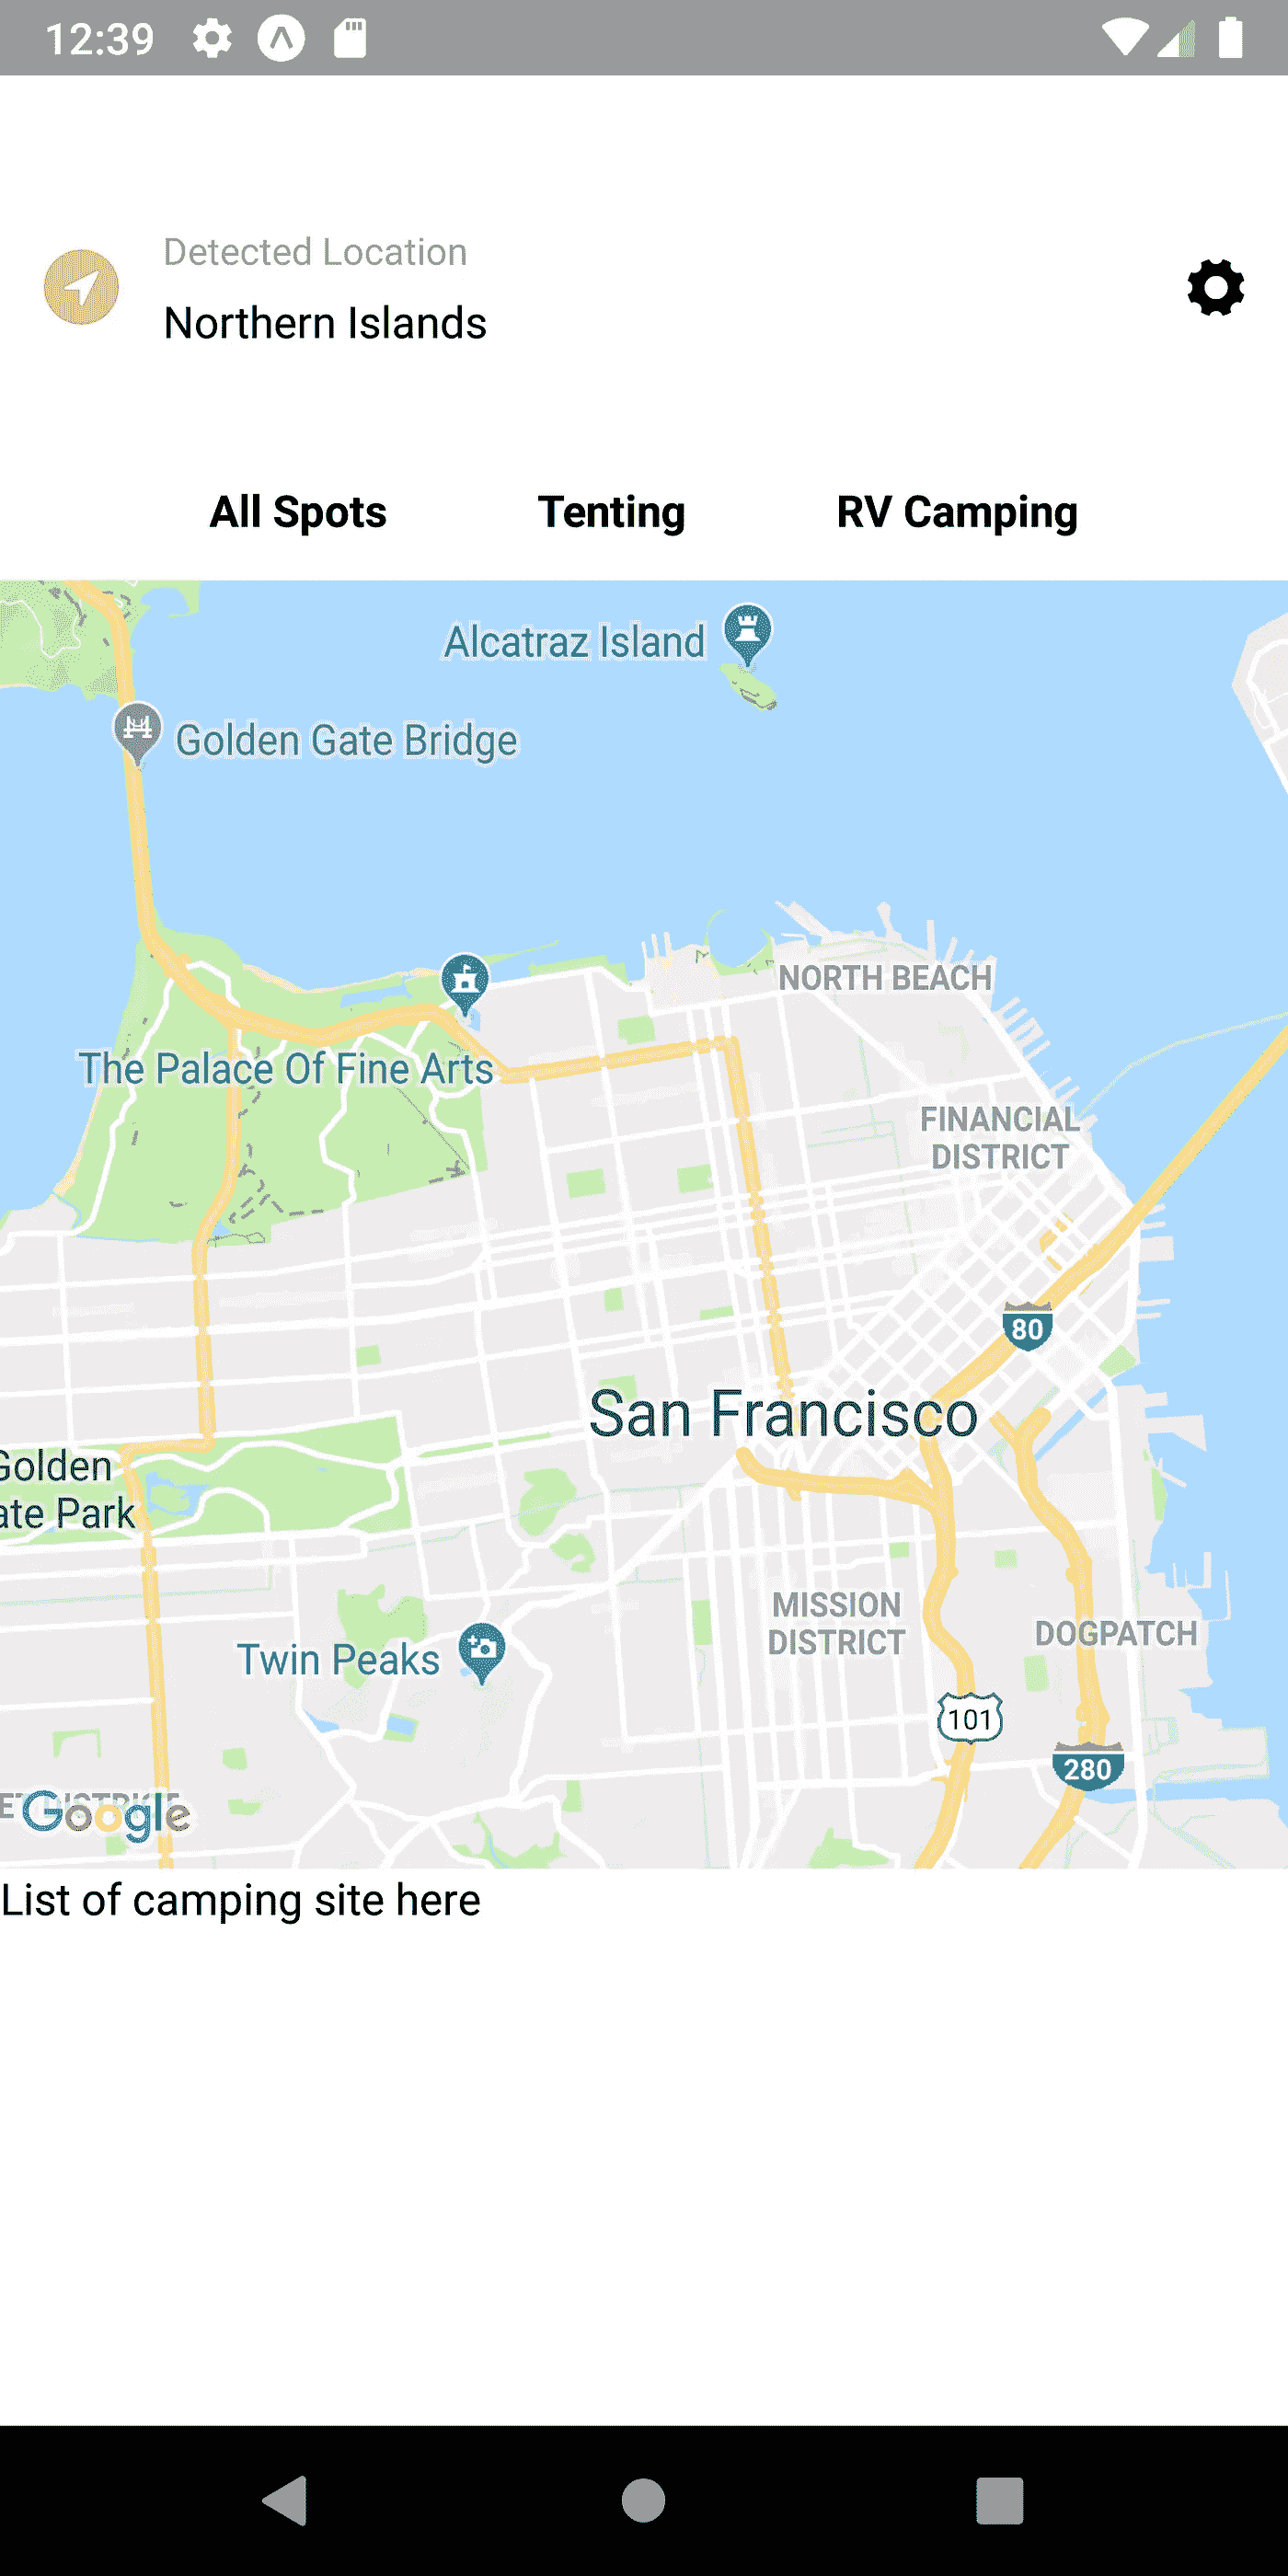 12:39
Detected Location
Northern Islands
All Spots Tenting RV Camping
Alcatraz Island
Golden Gate Bridge
NORTH BEACH
The Palace Of Fine Arts
FINANCIAL
DISTRICT
80
San Francisco
Golden
ate Park
MISSION
DISTRICT
DOGPATCH
Twin Peaks
101
280
Google
List of camping site here